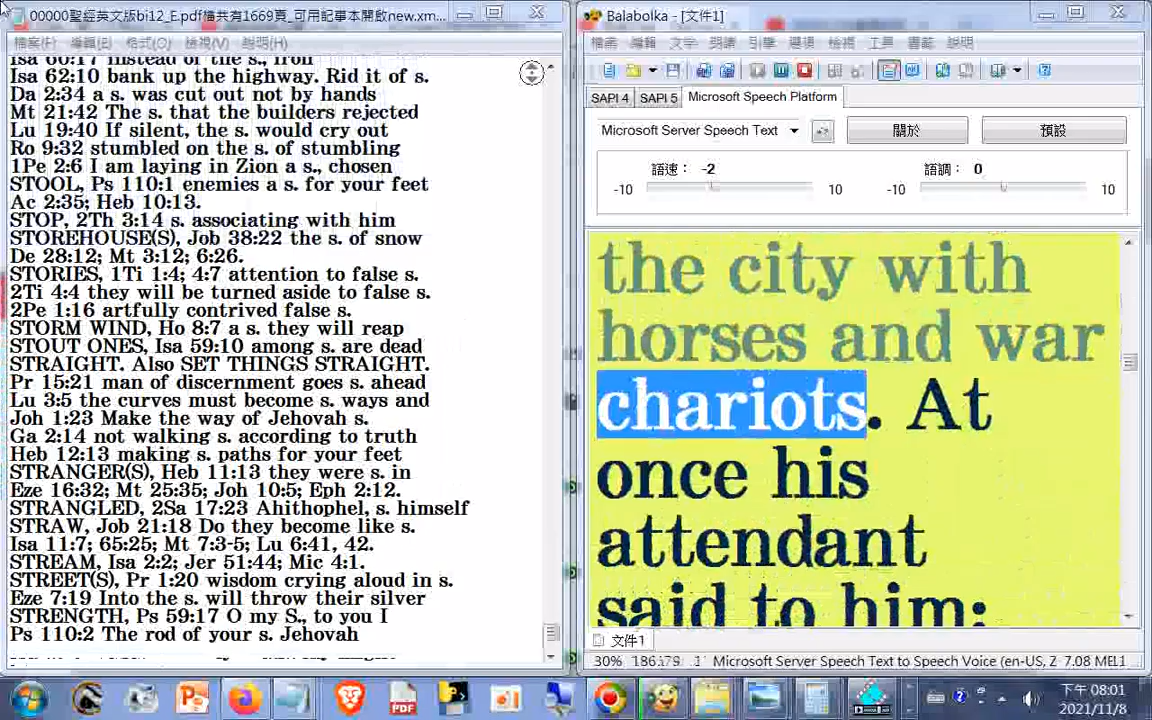 00000聖經英文版bi12_E.pdf檔共有1669頁_可用記事本開啟new.xm...
檔案(F) 編輯(E) 格式(O) 檢視(V) 說明(H)
Isa 60:17 instead of the s., iron
Isa 62:10 bank up the highway. Rid it of s.
Da 2:34 a s. was cut out not by hands
Mt 21:42 The s. that the builders rejected
Lu 19:40 If silent, the s. would cry out
Ro 9:32 stumbled on the s. of stumbling
1Pe 2:6 I am laying in Zion a s., chosen
STOOL, Ps 110:1 enemies a s. for your feet
Ac 2:35; Heb 10:13.
STOP, 2Th 3:14 s. associating with him
STOREHOUSE(S), Job 38:22 the s. of snow
De 28:12; Mt 3:12; 6:26.
STORIES, 1Ti 1:4; 4:7 attention to false s.
2Ti 4:4 they will be turned aside to false s.
2Pe 1:16 artfully contrived false s.
STORM WIND, Ho 8:7 a s. they will reap
STOUT ONES, Isa 59:10 among s. are dead
STRAIGHT. Also SET THINGS STRAIGHT.
Pr 15:21 man of discernment goes s. ahead
Lu 3:5 the curves must become s. ways and
Joh 1:23 Make the way of Jehovah s.
Ga 2:14 not walking s. according to truth
Heb 12:13 making s. paths for your feet
STRANGER(S), Heb 11:13 they were s. in
Eze 16:32; Mt 25:35; Joh 10:5; Eph 2:12.
STRANGLED, 2Sa 17:23 Ahithophel, s. himself
STRAW, Job 21:18 Do they become like s.
Isa 11:7; 65:25; Mt 7:3-5; Lu 6:41, 42.
STREAM, Isa 2:2; Jer 51:44; Mic 4:1.
STREET(S), Pr 1:20 wisdom crying aloud in s.
Eze 7:19 Into the s. will throw their silver
STRENGTH, Ps 59:17 O my S., to you I
Ps 110:2 The rod of your s. Jehovah
Balabolka - [文件1]
檔案 編輯 文字 朗讀 引擎 選項 檢視 工具 書籤 說明
SAPI 4 SAPI 5 Microsoft Speech Platform
Microsoft Server Speech Text 關於 預設
語速： -2 語調： 0
-10 10 -10 10
the city with
horses and war
chariots. At
once his
attendant
said to him:
文件1
30% Microsoft Server Speech Text to Speech Voice (en-US, Z 7.08
PDF
下午 08:01
2021/11/8